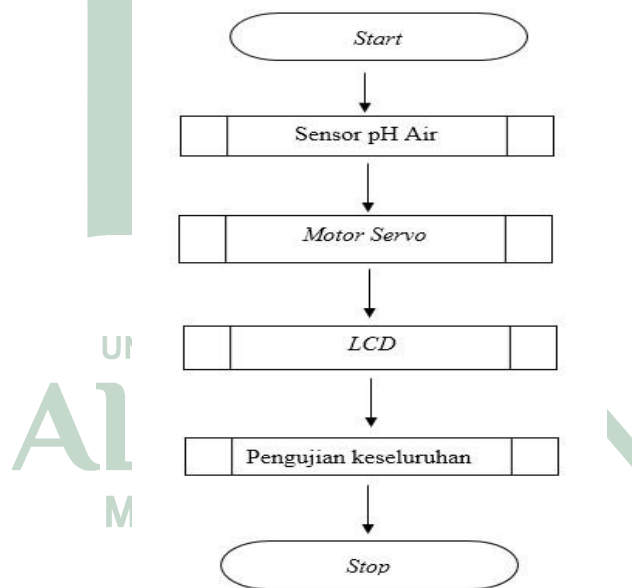 Start
Sensor pH Air
Motor Servo
LCD
Pengujian keseluruhan
Stop